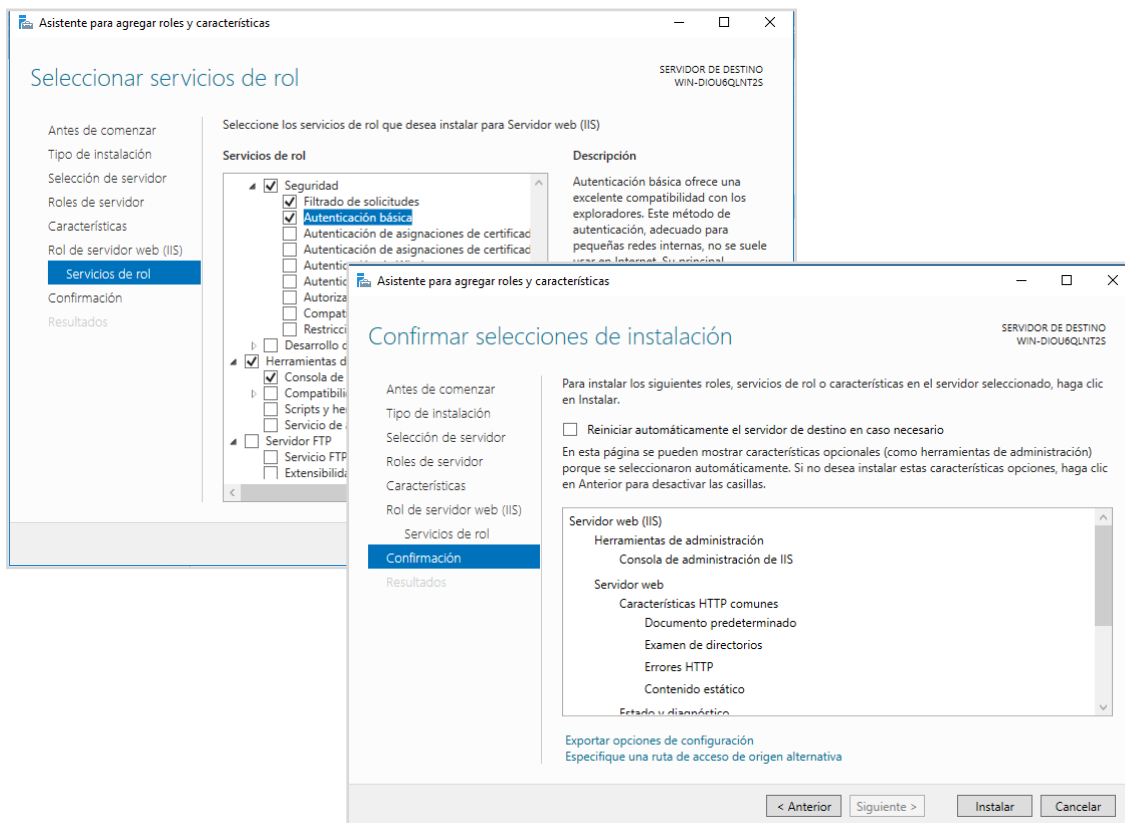 Asistente para agregar roles y características
Seleccionar servicios de rol
SERVIDOR DE DESTINO
WIN-DIOU6QLNT2S
Antes de comenzar
Tipo de instalación
Selección de servidor
Roles de servidor
Características
Rol de servidor web (IIS)
Servicios de rol
Confirmación
Resultados
Seleccione los servicios de rol que desea instalar para Servidor web (IIS)
Servicios de rol
Seguridad
Filtrado de solicitudes
Autenticación básica
Autenticación de asignaciones de certificad
Autenticación de asignaciones de certificad
Autentic
Autentic
Autoriza
Compat
Restricci
Desarrollo
Herramientas d
Consola de
Compatibili
Scripts y he
Servicio de
Servidor FTP
Servicio FTP
Extensibilida
Descripción
Autenticación básica ofrece una
excelente compatibilidad con los
exploradores. Este método de
autenticación, adecuado para
pequeñas redes internas, no se suele
usar en Internet. Su principal
Asistente para agregar roles y características
Confirmar selecciones de instalación
SERVIDOR DE DESTINO
WIN-DIOU6QLNT2S
Antes de comenzar
Tipo de instalación
Selección de servidor
Roles de servidor
Características
Rol de servidor web (IIS)
Servicios de rol
Confirmación
Resultados
Para instalar los siguientes roles, servicios de rol o características en el servidor seleccionado, haga clic
en Instalar.
Reiniciar automáticamente el servidor de destino en caso necesario
En esta página se pueden mostrar características opcionales (como herramientas de administración)
porque se seleccionaron automáticamente. Si no desea instalar estas características opciones, haga clic
en Anterior para desactivar las casillas.
Servidor web (IIS)
Herramientas de administración
Consola de administración de IIS
Servidor web
Características HTTP comunes
Documento predeterminado
Examen de directorios
Errores HTTP
Contenido estático
Estado y diagnóstico
Exportar opciones de configuración
Especifique una ruta de acceso de origen alternativa
< Anterior
Siguiente >
Instalar
Cancelar